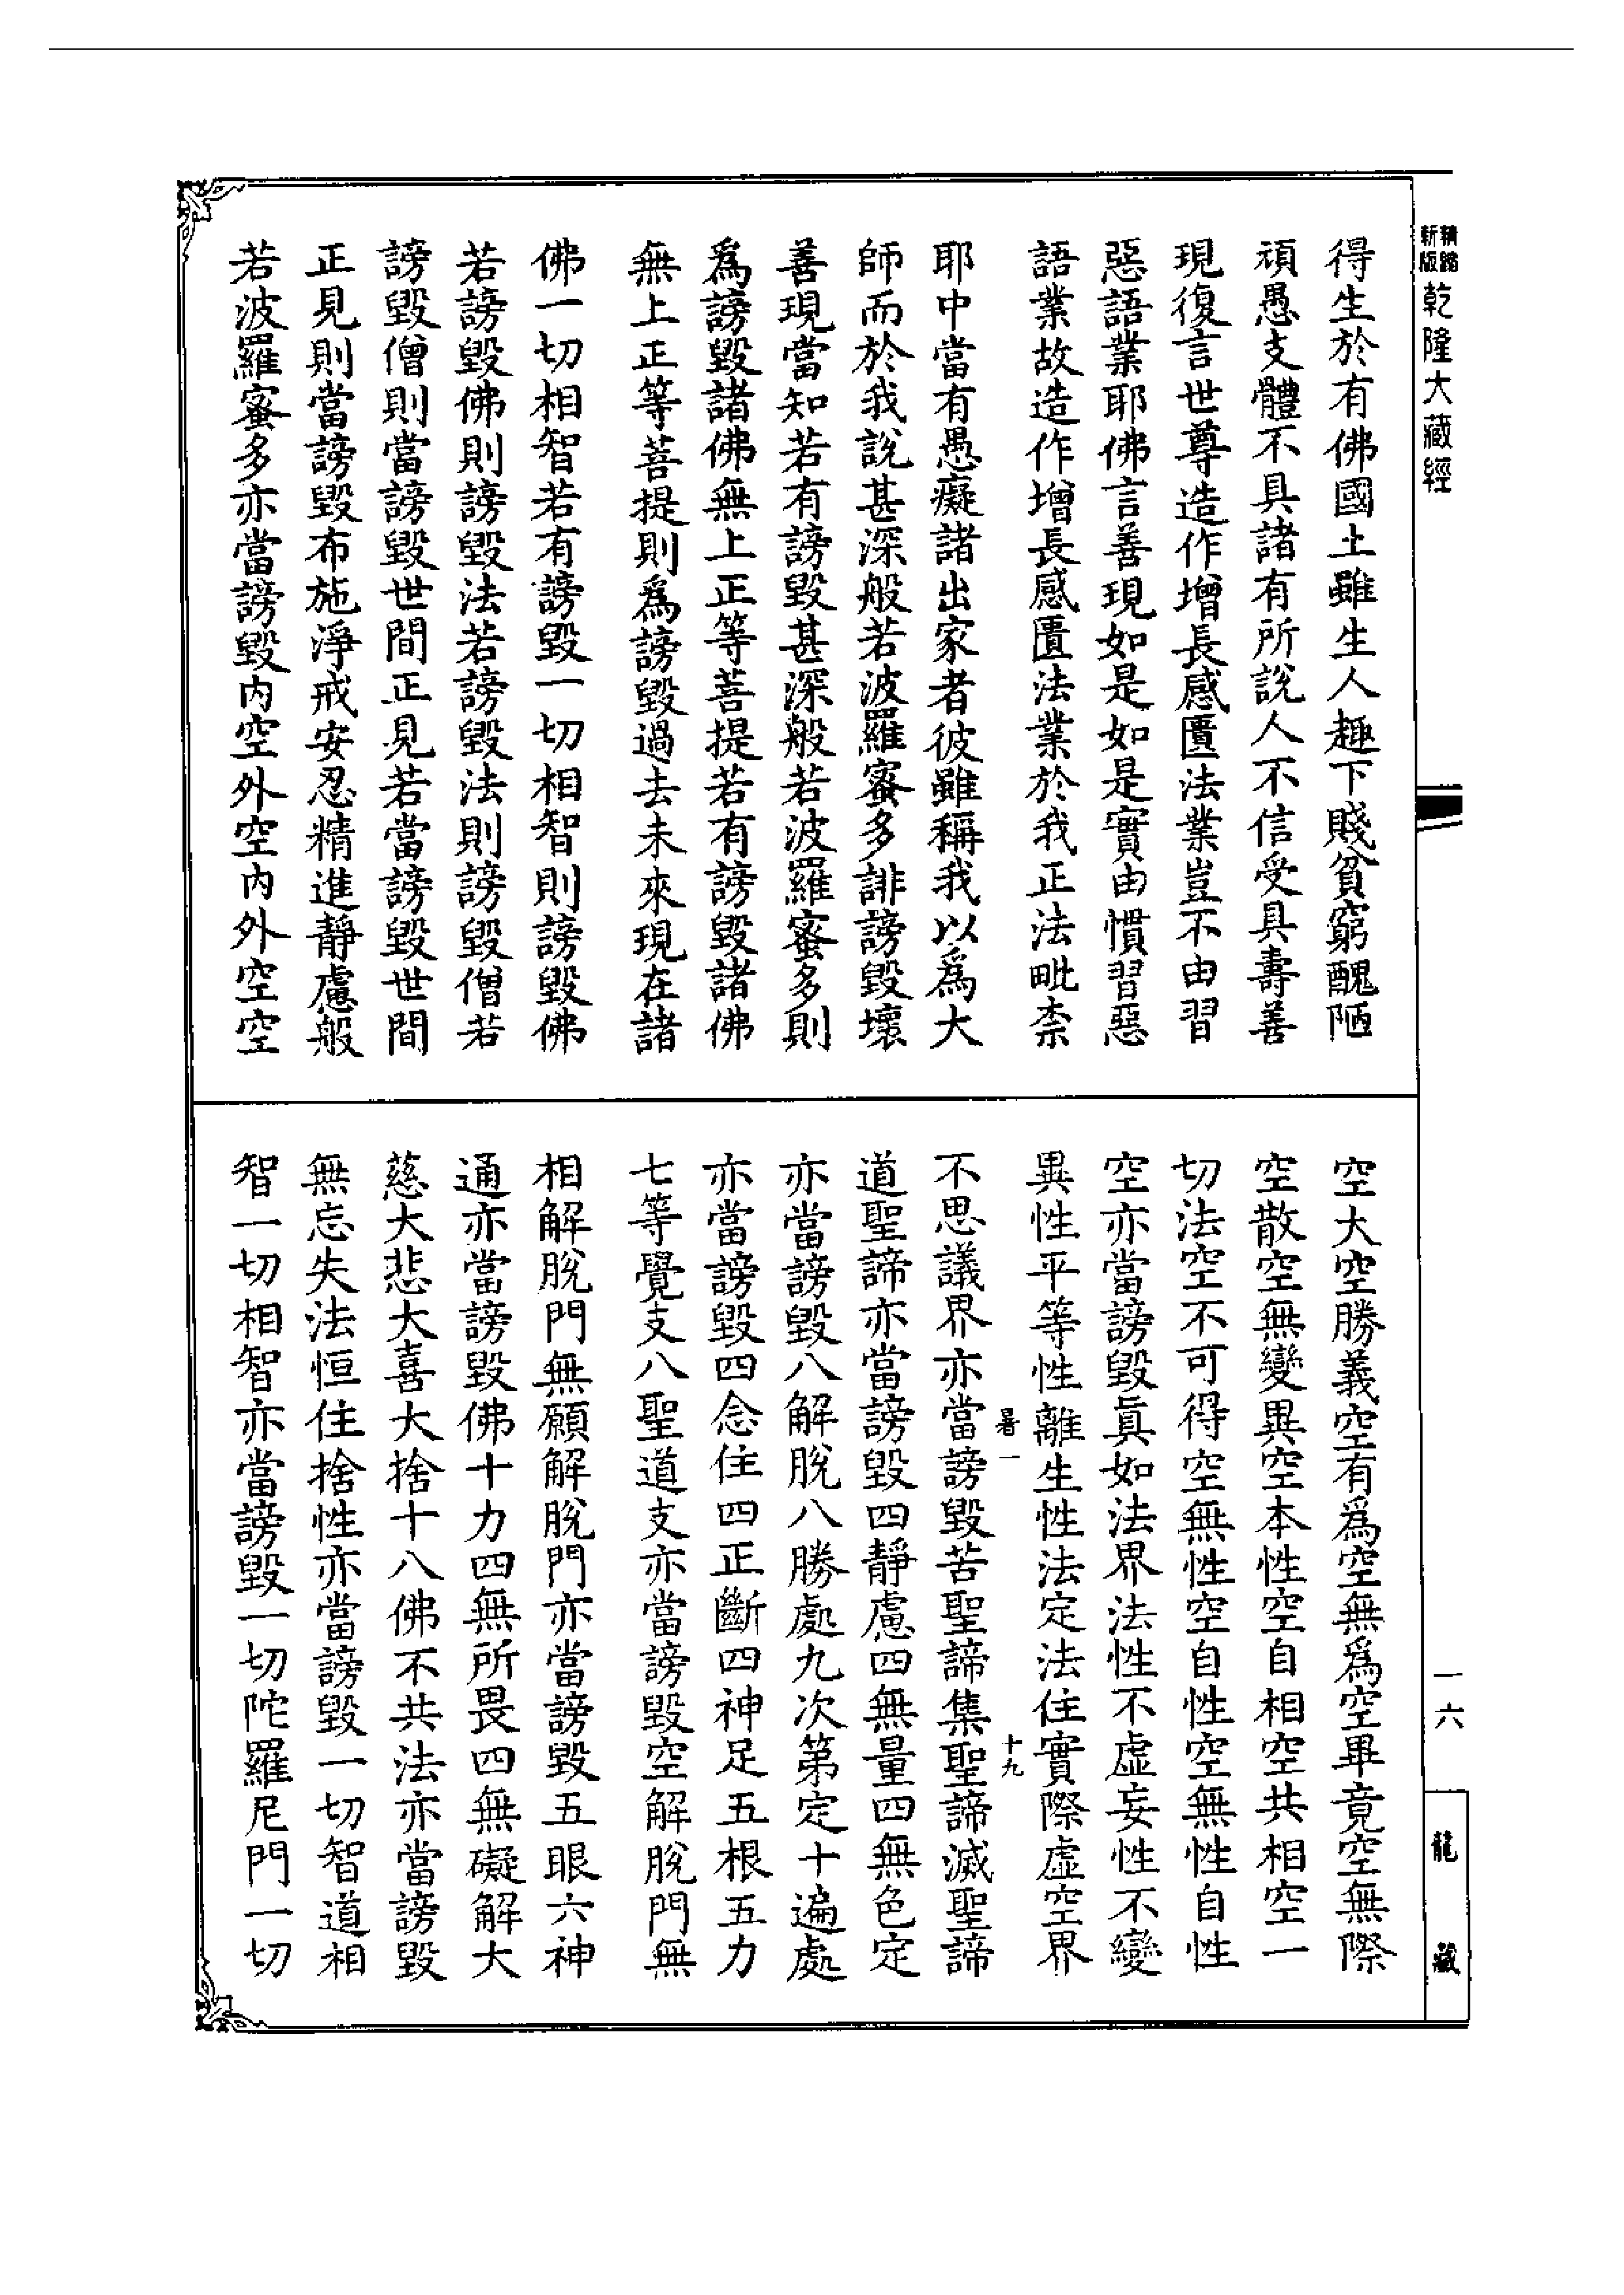 新版
精縮
乾隆大藏經
一六
龍藏
得生於有佛國土雖生人趣下賤貧窮醜陋
頑愚支體不具諸有所說人不信受具壽善
現復言世尊造作增長感匱法業豈不由習
惡語業耶佛言善現如是如是實由慣習惡
語業故造作增長感匱法業於我正法毗柰
耶中當有愚癡諸出家者彼雖稱我以爲大
師而於我說甚深般若波羅蜜多誹謗毀壞
善現當知若有謗毀甚深般若波羅蜜多則
爲謗毀諸佛無上正等菩提若有謗毀諸佛
無上正等菩提則爲謗毀過去未來現在諸
佛一切相智若有謗毀一切相智則謗毀佛
若謗毀佛則謗毀法若謗毀法則謗毀僧若
謗毀僧則當謗毀世間正見若當謗毀世間
正見則當謗毀布施淨戒安忍精進靜慮般
若波羅蜜多亦當謗毀內空外空內外空空
空大空勝義空有爲空無爲空畢竟空無際
空散空無變異空本性空自相空共相空一
切法空不可得空無性空自性空無性自性
空亦當謗毀眞如法界法性不虛妄性不變
異性平等性離生性法定法住實際虛空界
暑一
十九
不思議界亦當謗毀苦聖諦集聖諦滅聖諦
道聖諦亦當謗毀四靜慮四無量四無色定
亦當謗毀八解脫八勝處九次第定十遍處
亦當謗毀四念住四正斷四神足五根五力
七等覺支八聖道支亦當謗毀空解脫門無
相解脫門無願解脫門亦當謗毀五眼六神
通亦當謗毀佛十力四無所畏四無礙解大
慈大悲大喜大捨十八佛不共法亦當謗毀
無忘失法恒住捨性亦當謗毀一切智道相
智一切相智亦當謗毀一切陀羅尼門一切